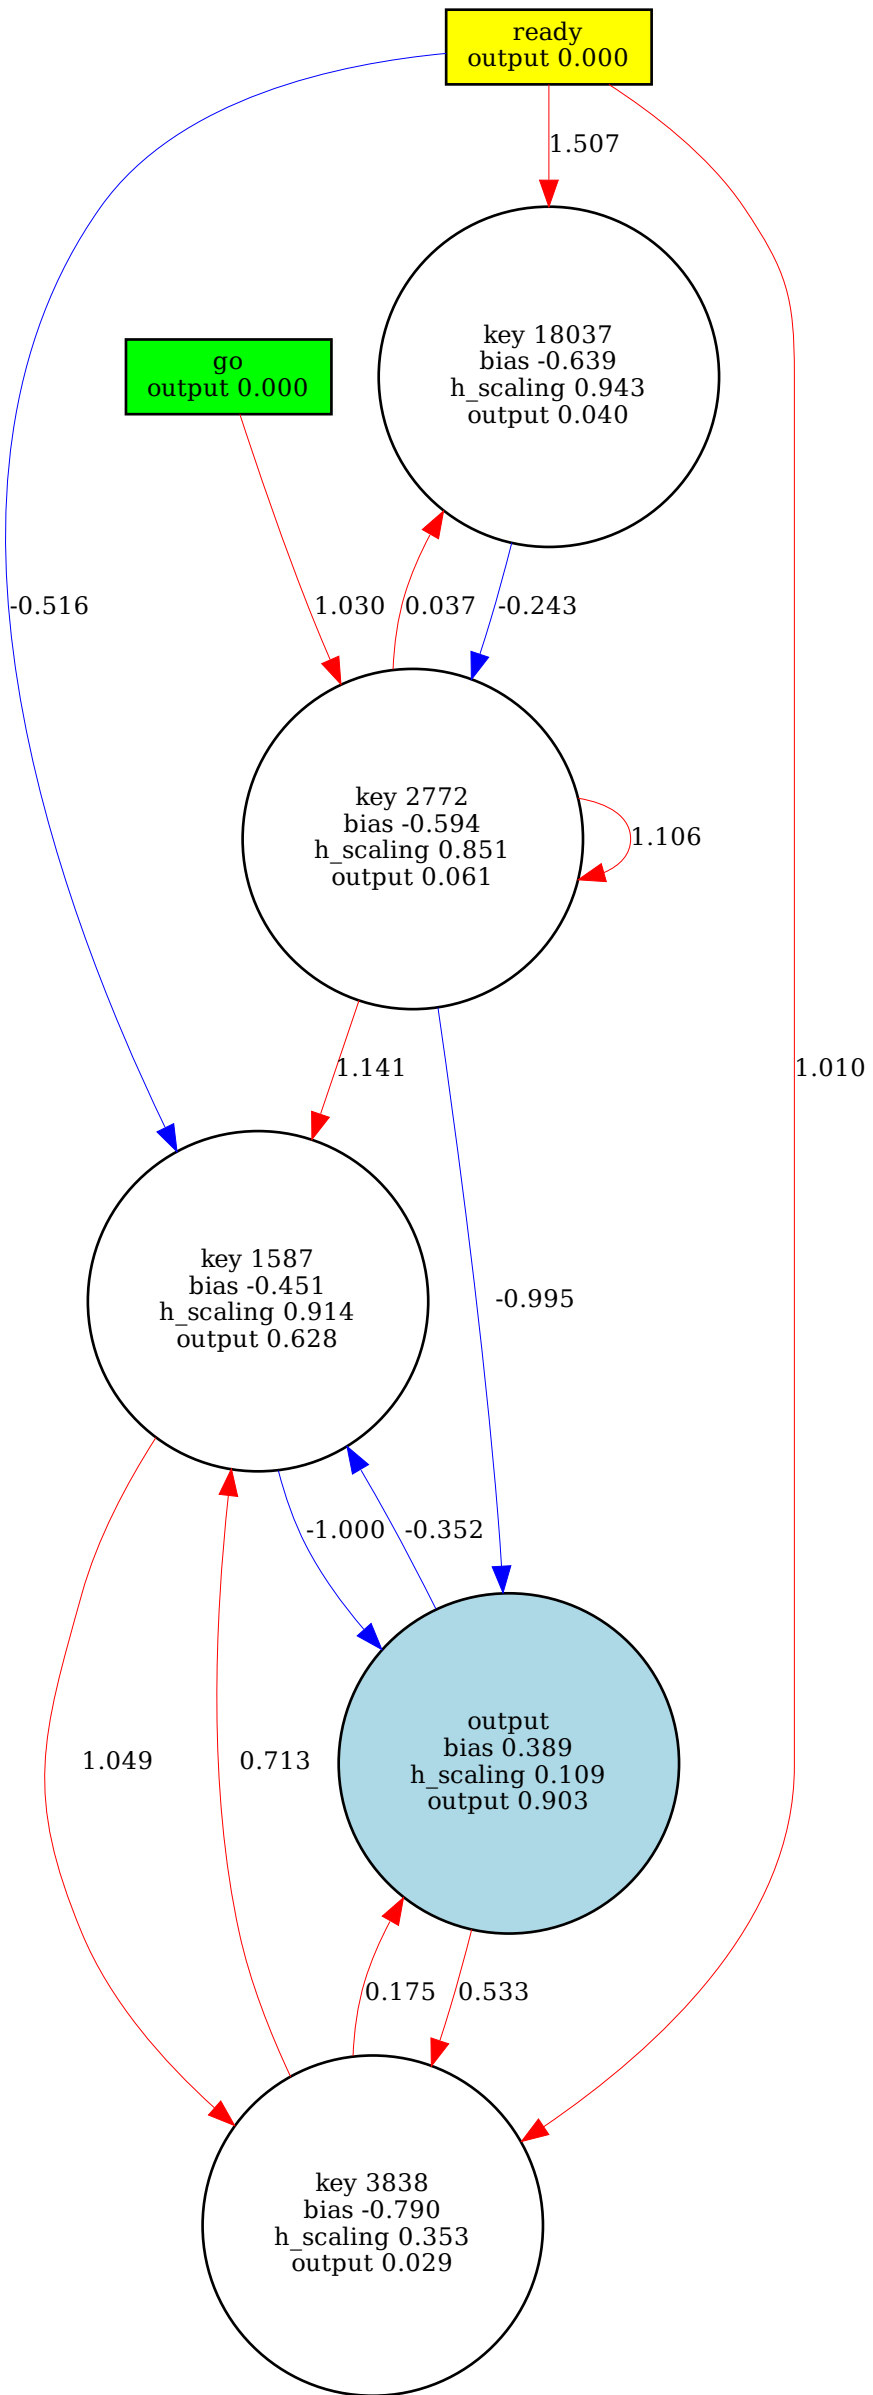 ready
output 0.000
1.507
key 18037
bias -0.639
h_scaling 0.943
output 0.040
go
output 0.000
-0.516
1.030
0.037
-0.243
key 2772
bias -0.594
h_scaling 0.851
output 0.061
1.106
1.141
1.010
key 1587
bias -0.451
h_scaling 0.914
output 0.628
-0.995
-1.000
-0.352
output
bias 0.389
h_scaling 0.109
output 0.903
1.049
0.713
0.175
0.533
key 3838
bias -0.790
h_scaling 0.353
output 0.029